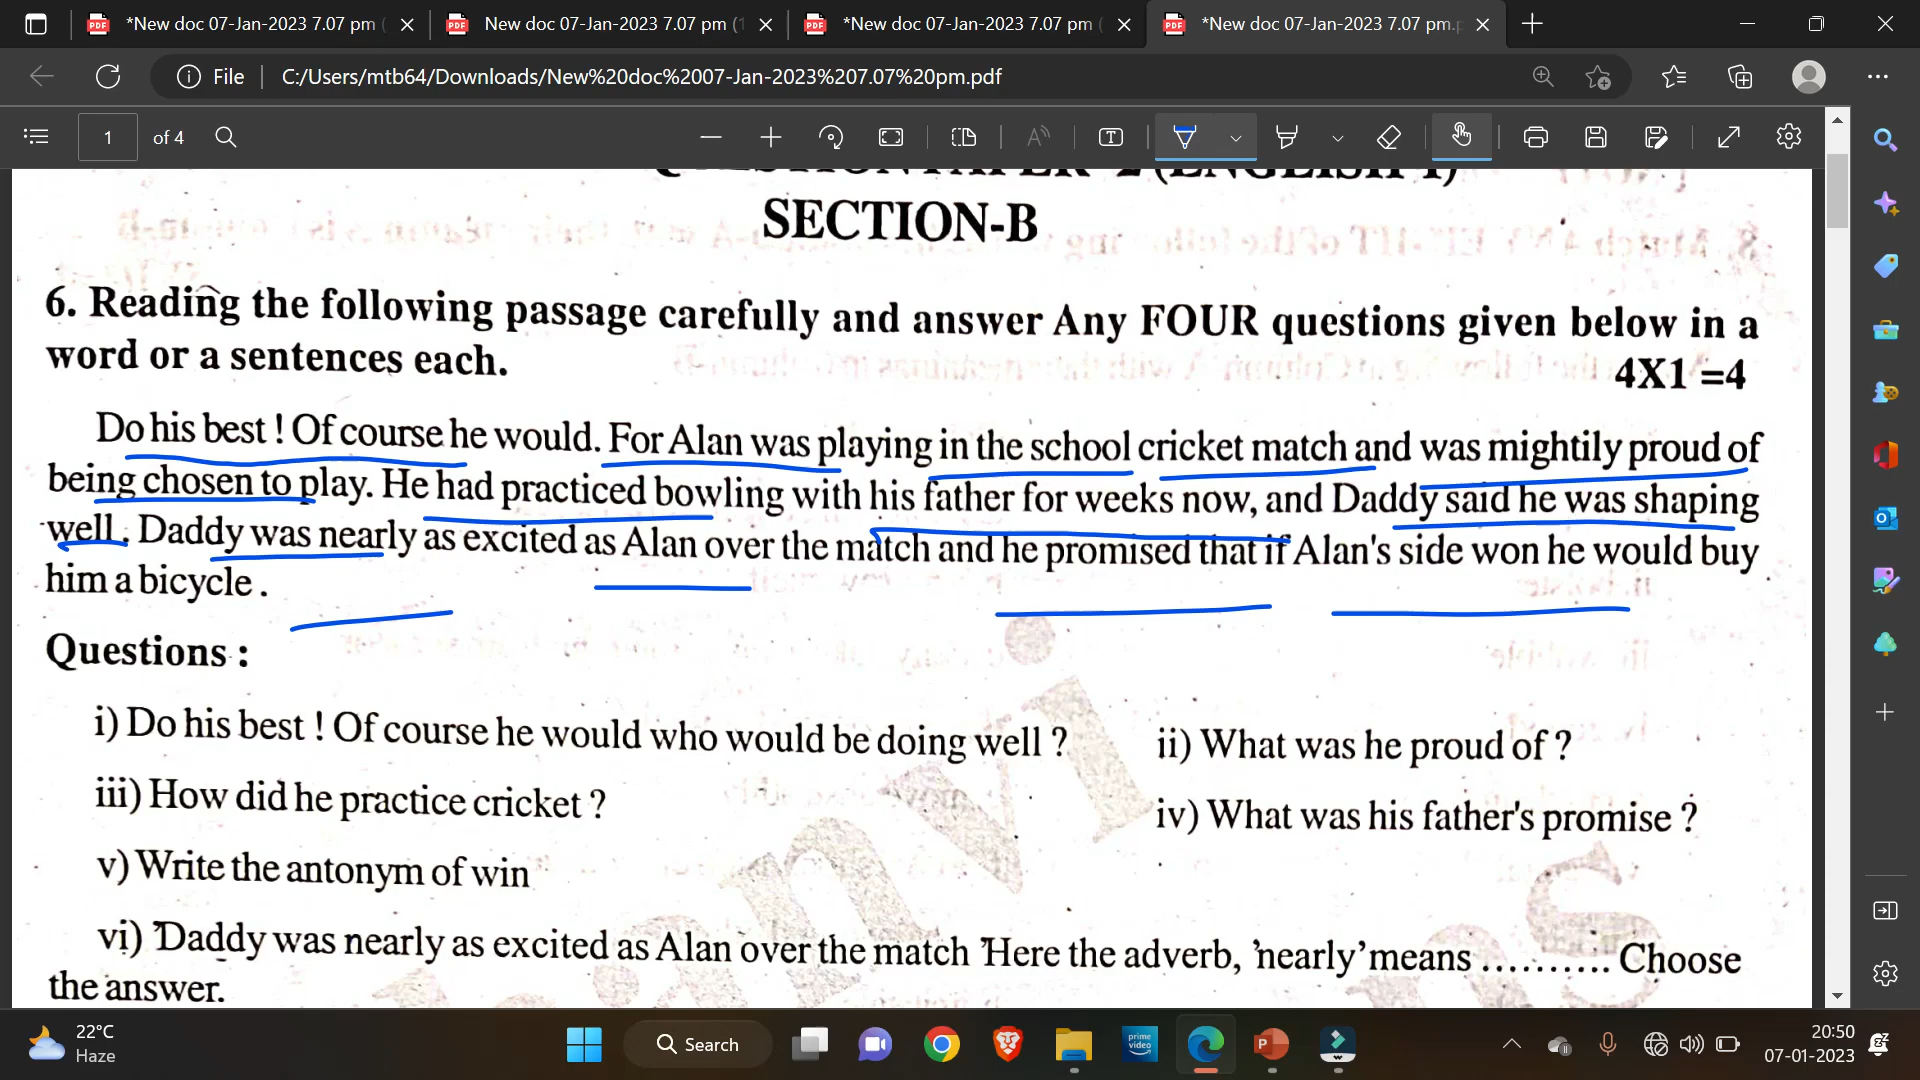 *New doc 07-Jan-2023 7.07 pm (
New doc 07-Jan-2023 7.07 pm (1
*New doc 07-Jan-2023 7.07 pm (
*New doc 07-Jan-2023 7.07 pm.p
File
C:/Users/mtb64/Downloads/New%20doc%2007-Jan-2023%207.07%20pm.pdf
1 of 4
QUESTION PAPER - 2 (ENGLISH-I)
SECTION-B
6. Reading the following passage carefully and answer Any FOUR questions given below in a
word or a sentences each. 4X1 =4
Do his best ! Of course he would. For Alan was playing in the school cricket match and was mightily proud of
being chosen to play. He had practiced bowling with his father for weeks now, and Daddy said he was shaping
well . Daddy was nearly as excited as Alan over the match and he promised that if Alan's side won he would buy
him a bicycle .
Questions :
i) Do his best ! Of course he would who would be doing well ? ii) What was he proud of ?
iii) How did he practice cricket ? iv) What was his father's promise ?
v) Write the antonym of win
vi) 'Daddy was nearly as excited as Alan over the match 'Here the adverb, 'nearly' means .......... Choose
the answer.
22°C
Haze
Search
prime
video
20:50
07-01-2023